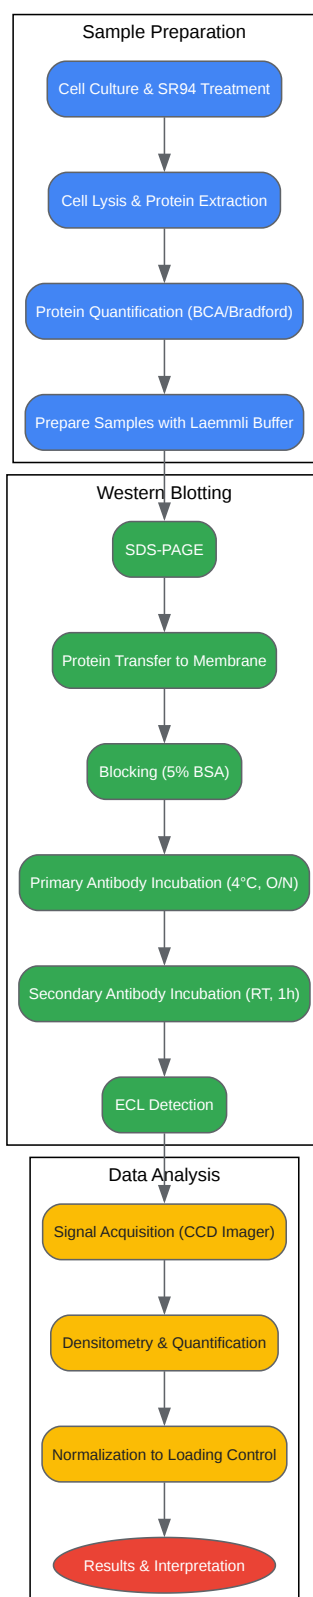 Sample Preparation
Cell Culture & SR94 Treatment
Cell Lysis & Protein Extraction
Protein Quantification (BCA/Bradford)
Prepare Samples with Laemmli Buffer
Western Blotting
SDS-PAGE
Protein Transfer to Membrane
Blocking (5% BSA)
Primary Antibody Incubation (4°C, O/N)
Secondary Antibody Incubation (RT, 1h)
ECL Detection
Data Analysis
Signal Acquisition (CCD Imager)
Densitometry & Quantification
Normalization to Loading Control
Results & Interpretation